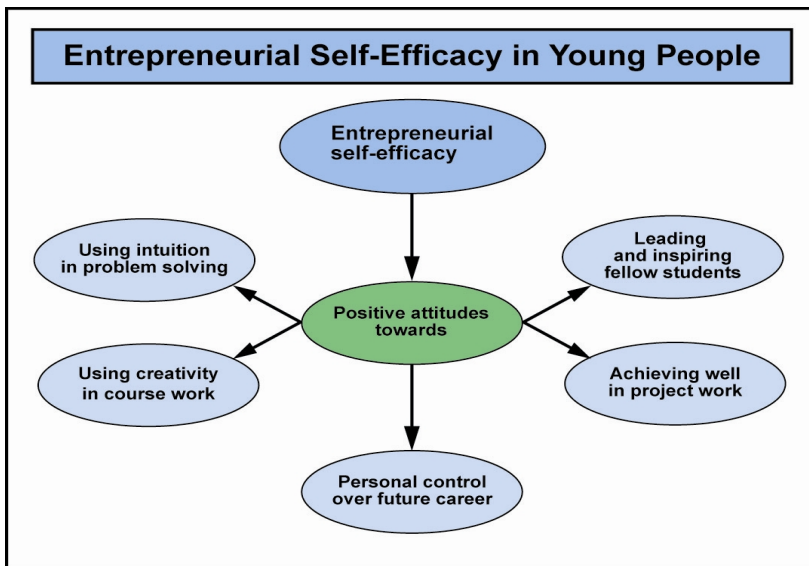 Entrepreneurial Self-Efficacy in Young People
Entrepreneurial
self-efficacy
Using intuition
in problem solving
Leading
and inspiring
fellow students
Positive attitudes
towards
Using creativity
in course work
Achieving well
in project work
Personal control
over future career